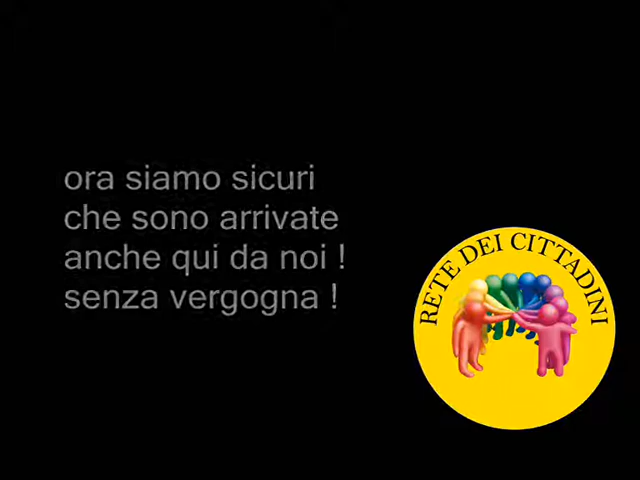 ora siamo sicuri
che sono arrivate
anche qui da noi !
senza vergogna !
RETE DEI CITTADINI